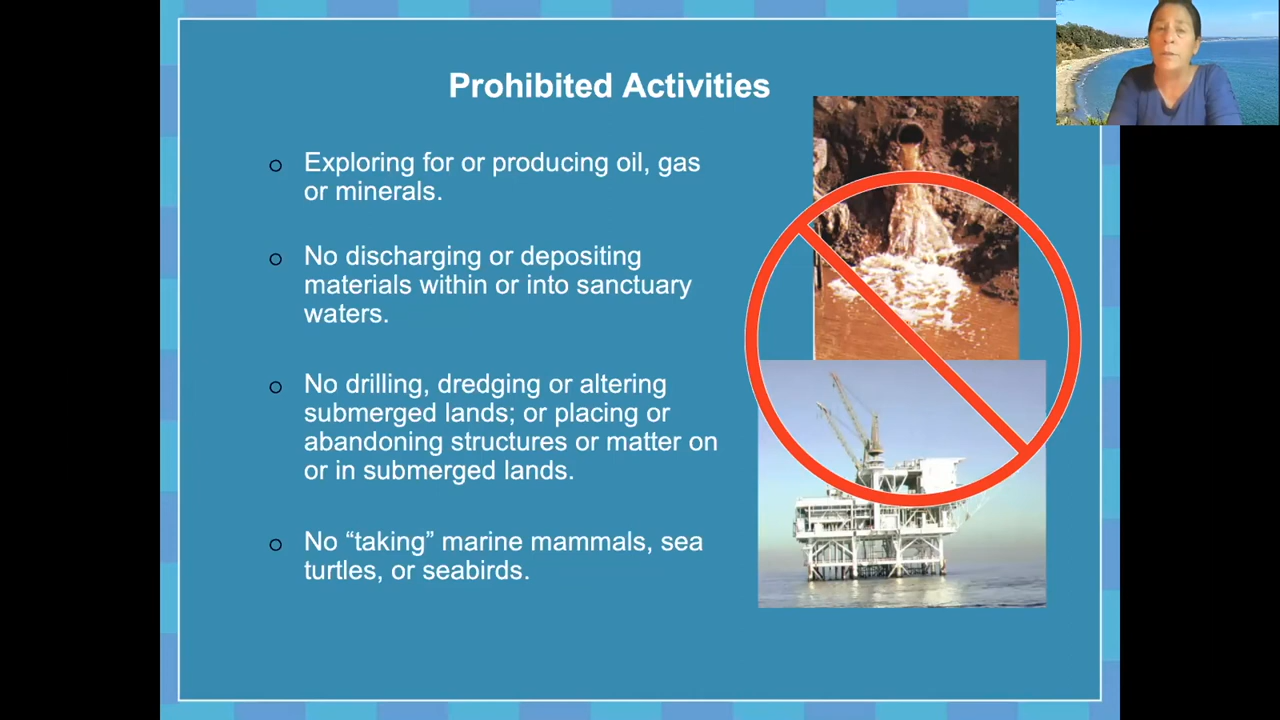 Prohibited Activities
Exploring for or producing oil, gas
or minerals.
No discharging or depositing
materials within or into sanctuary
waters.
No drilling, dredging or altering
submerged lands; or placing or
abandoning structures or matter on
or in submerged lands.
No “taking” marine mammals, sea
turtles, or seabirds.